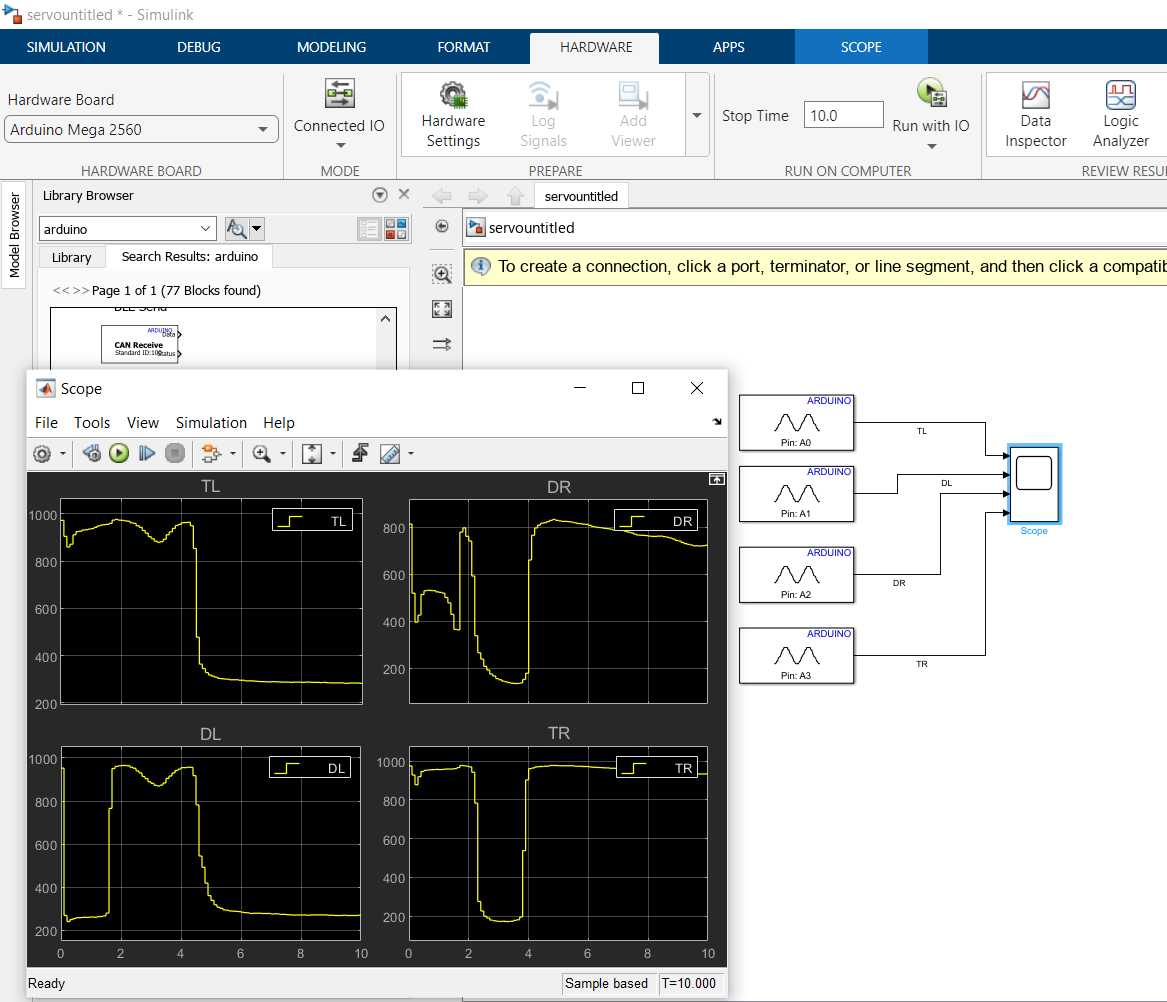 servountitled * - Simulink
SIMULATION DEBUG MODELING FORMAT HARDWARE APPS SCOPE
Hardware Board
Arduino Mega 2560
HARDWARE BOARD
Connected IO
MODE
Hardware Settings
Log Signals
Add Viewer
PREPARE
Stop Time 10.0
Run with IO
RUN ON COMPUTER
Data Inspector
Logic Analyzer
REVIEW RESU
Model Browser
Library Browser
arduino
Library Search Results: arduino
<< >> Page 1 of 1 (77 Blocks found)
BLE Send
ARDUINO
Data
CAN Receive
Standard ID:100
Status
servountitled
servountitled
To create a connection, click a port, terminator, or line segment, and then click a compatib
Scope
File Tools View Simulation Help
TL
TL
1000
800
600
400
200
DR
DR
800
600
400
200
DL
DL
1000
800
600
400
200
0 2 4 6 8 10
TR
TR
1000
800
600
400
200
0 2 4 6 8 10
Ready
Sample based T=10.000
ARDUINO
Pin: A0
TL
ARDUINO
Pin: A1
DL
ARDUINO
Pin: A2
DR
ARDUINO
Pin: A3
TR
Scope